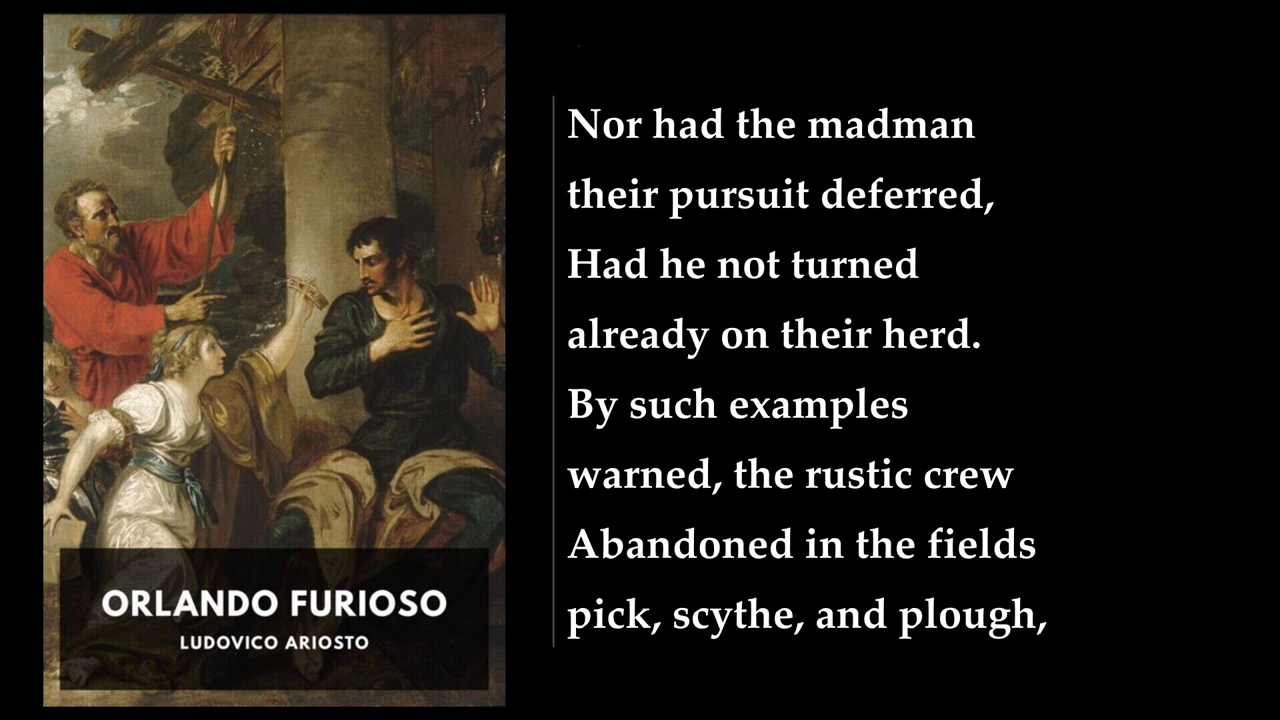 ORLANDO FURIOSO
LUDOVICO ARIOSTO
Nor had the madman
their pursuit deferred,
Had he not turned
already on their herd.
By such examples
warned, the rustic crew
Abandoned in the fields
pick, scythe, and plough,